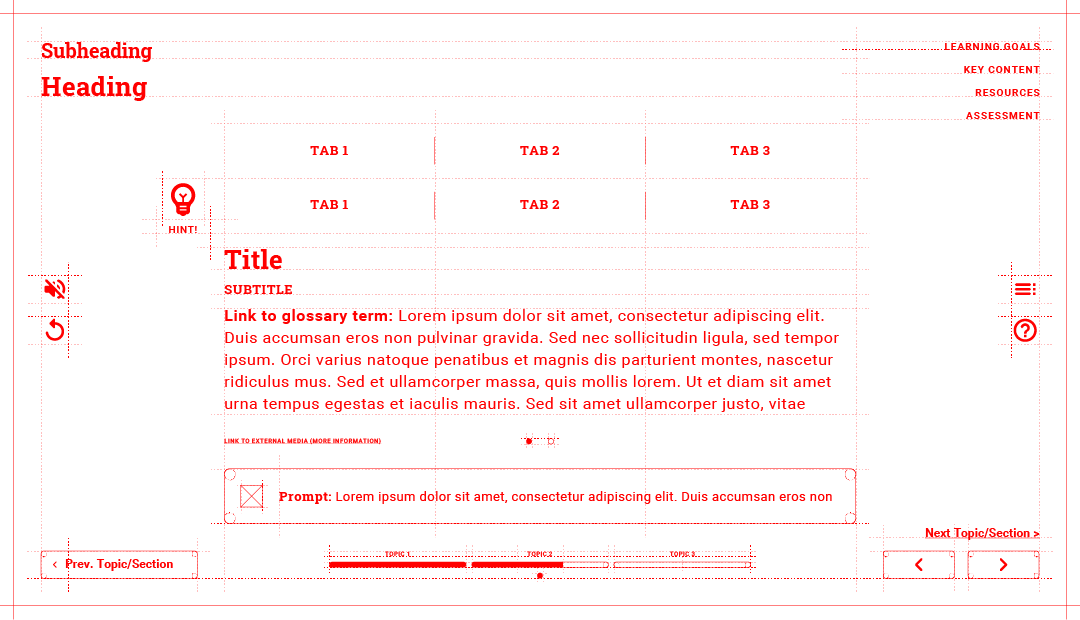 Subheading
Heading
LEARNING GOALS
KEY CONTENT
RESOURCES
ASSESSMENT
TAB 1 TAB 2 TAB 3
TAB 1 TAB 2 TAB 3
HINT!
Title
SUBTITLE
Link to glossary term: Lorem ipsum dolor sit amet, consectetur adipiscing elit.
Duis accumsan eros non pulvinar gravida. Sed nec sollicitudin ligula, sed tempor
ipsum. Orci varius natoque penatibus et magnis dis parturient montes, nascetur
ridiculus mus. Sed et ullamcorper massa, quis mollis lorem. Ut et diam sit amet
urna tempus egestas et iaculis mauris. Sed sit amet ullamcorper justo, vitae
LINK TO EXTERNAL MEDIA (MORE INFORMATION)
Prompt: Lorem ipsum dolor sit amet, consectetur adipiscing elit. Duis accumsan eros non
Next Topic/Section >
TOPIC 1 TOPIC 2 TOPIC 3
‹ Prev. Topic/Section